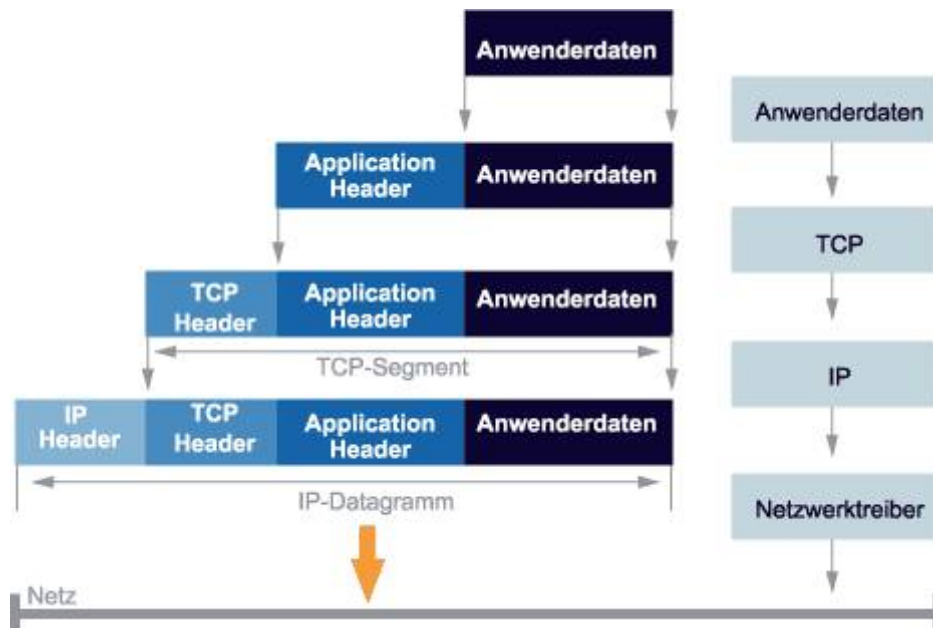 Anwenderdaten
Anwenderdaten
Application
Header
Anwenderdaten
TCP
TCP
Header
Application
Header
Anwenderdaten
TCP-Segment
IP
IP
Header
TCP
Header
Application
Header
Anwenderdaten
IP-Datagramm
Netzwerktreiber
Netz